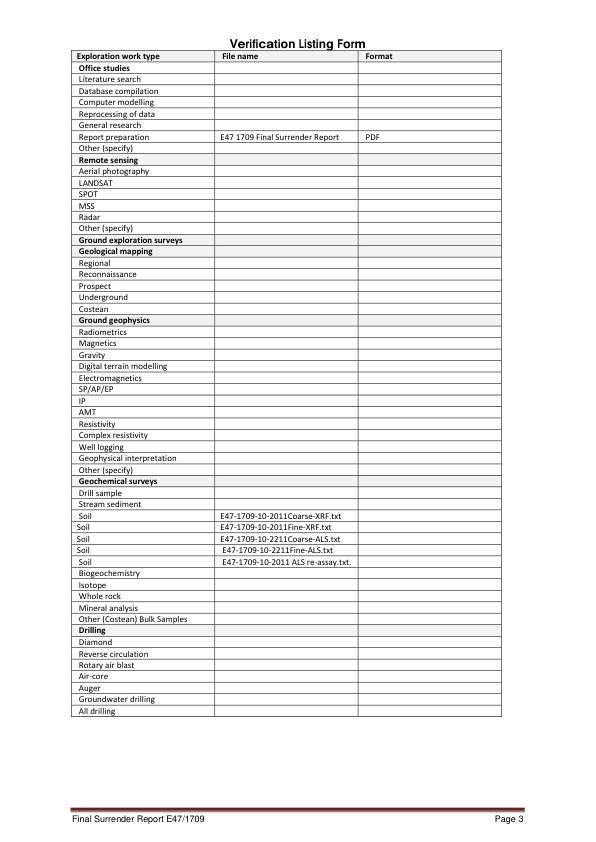 Verification Listing Form
Exploration work type File name Format
Office studies
Literature search
Database compilation
Computer modelling
Reprocessing of data
General research
Report preparation E47 1709 Final Surrender Report PDF
Other (specify)
Remote sensing
Aerial photography
LANDSAT
SPOT
MSS
Radar
Other (specify)
Ground exploration surveys
Geological mapping
Regional
Reconnaissance
Prospect
Underground
Costean
Ground geophysics
Radiometrics
Magnetics
Gravity
Digital terrain modelling
Electromagnetics
SP/AP/EP
IP
AMT
Resistivity
Complex resistivity
Well logging
Geophysical interpretation
Other (specify)
Geochemical surveys
Drill sample
Stream sediment
Soil E47-1709-10-2011Coarse-XRF.txt
Soil E47-1709-10-2011Fine-XRF.txt
Soil E47-1709-10-2211Coarse-ALS.txt
Soil E47-1709-10-2211Fine-ALS.txt
Soil E47-1709-10-2011 ALS re-assay.txt.
Biogeochemistry
Isotope
Whole rock
Mineral analysis
Other (Costean) Bulk Samples
Drilling
Diamond
Reverse circulation
Rotary air blast
Air-core
Auger
Groundwater drilling
All drilling
Final Surrender Report E47/1709 Page 3